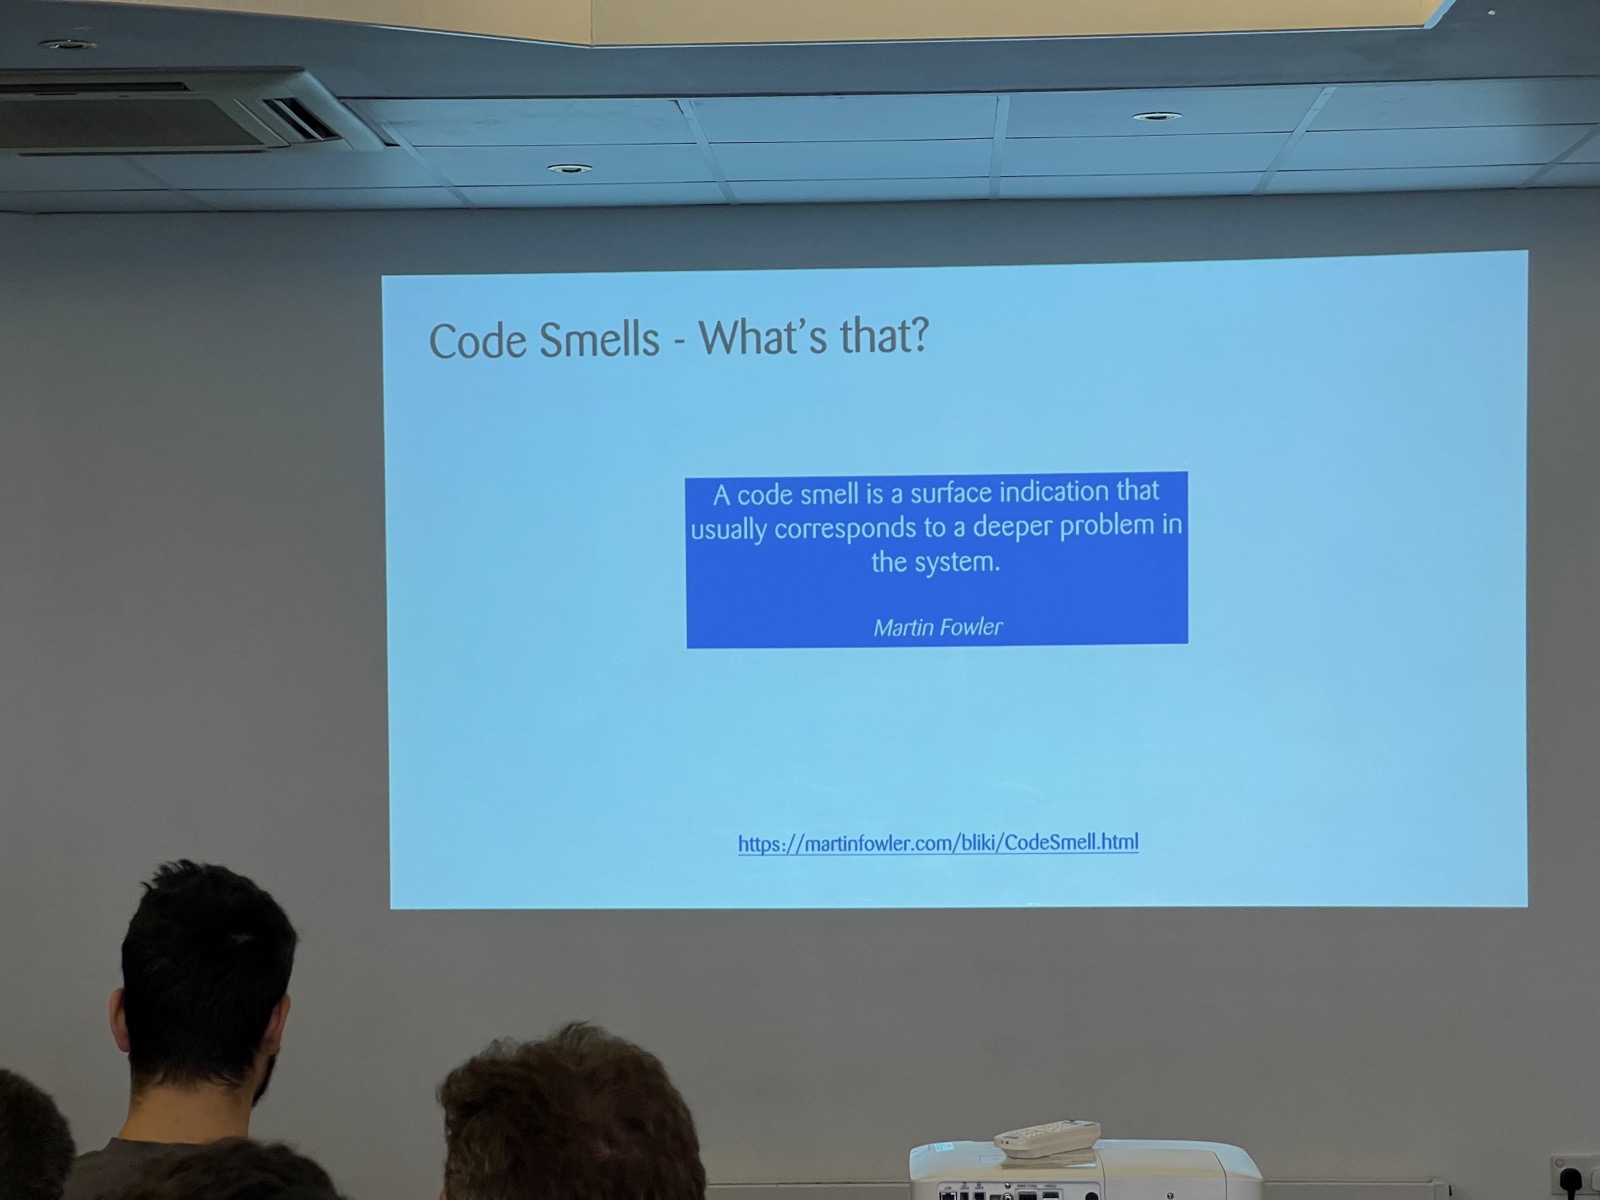 Code Smells - What's that?
A code smell is a surface indication that
usually corresponds to a deeper problem in
the system.
Martin Fowler
https://martinfowler.com/bliki/CodeSmell.html